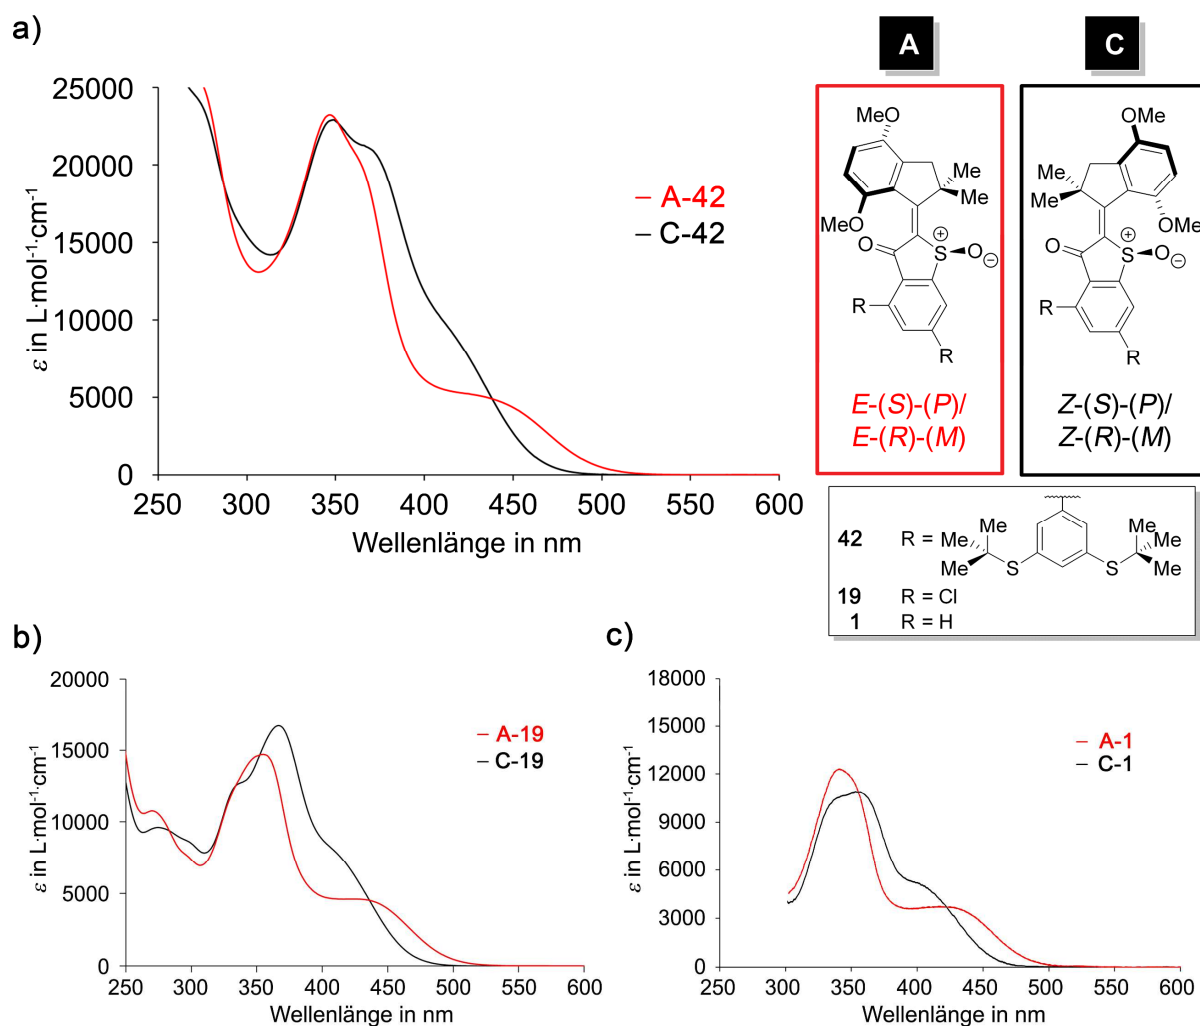 a)
A
C
25000
20000
15000
10000
5000
0
ε in L·mol⁻¹·cm⁻¹
250 300 350 400 450 500 550 600
Wellenlänge in nm
A-42
C-42
MeO
Me
Me
MeO
O
S
+
O
⊖
R
R
E-(S)-(P)/
E-(R)-(M)
OMe
Me
Me
OMe
O
S
+
O
⊖
R
R
Z-(S)-(P)/
Z-(R)-(M)
42 R = Me Me Me S S Me Me Me
19 R = Cl
1 R = H
b)
20000
15000
10000
5000
0
ε in L·mol⁻¹·cm⁻¹
250 300 350 400 450 500 550 600
Wellenlänge in nm
A-19
C-19
c)
18000
15000
12000
9000
6000
3000
0
ε in L·mol⁻¹·cm⁻¹
250 300 350 400 450 500 550 600
Wellenlänge in nm
A-1
C-1